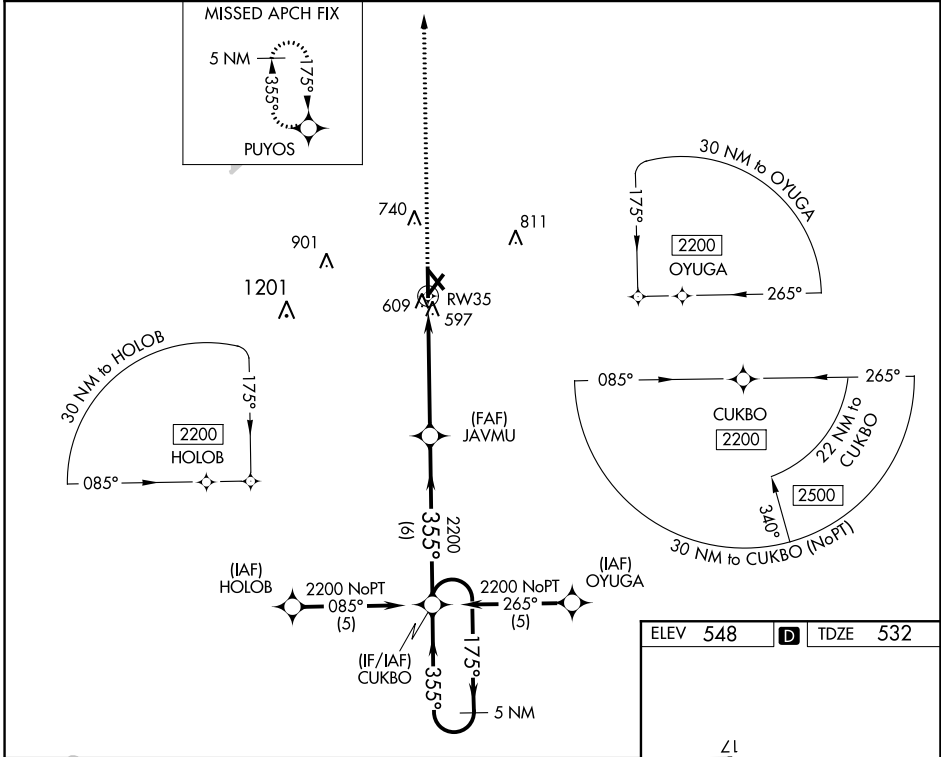 MISSED APCH FIX
5 NM
355°
175°
PUYOS
30 NM to OYUGA
175°
2200
OYUGA
265°
740
811
901
1201
609
RW35
597
30 NM to HOLOB
175°
2200
HOLOB
085°
085°
265°
CUKBO
2200
22 NM to
CUKBO
2500
340°
30 NM to CUKBO (NoPT)
(FAF)
JAVMU
2200
355°
(6)
(IAF)
HOLOB
2200 NoPT
085°
(5)
2200 NoPT
265°
(5)
(IAF)
OYUGA
(IF/IAF)
CUKBO
355°
175°
5 NM
ELEV 548 D TDZE 532
17